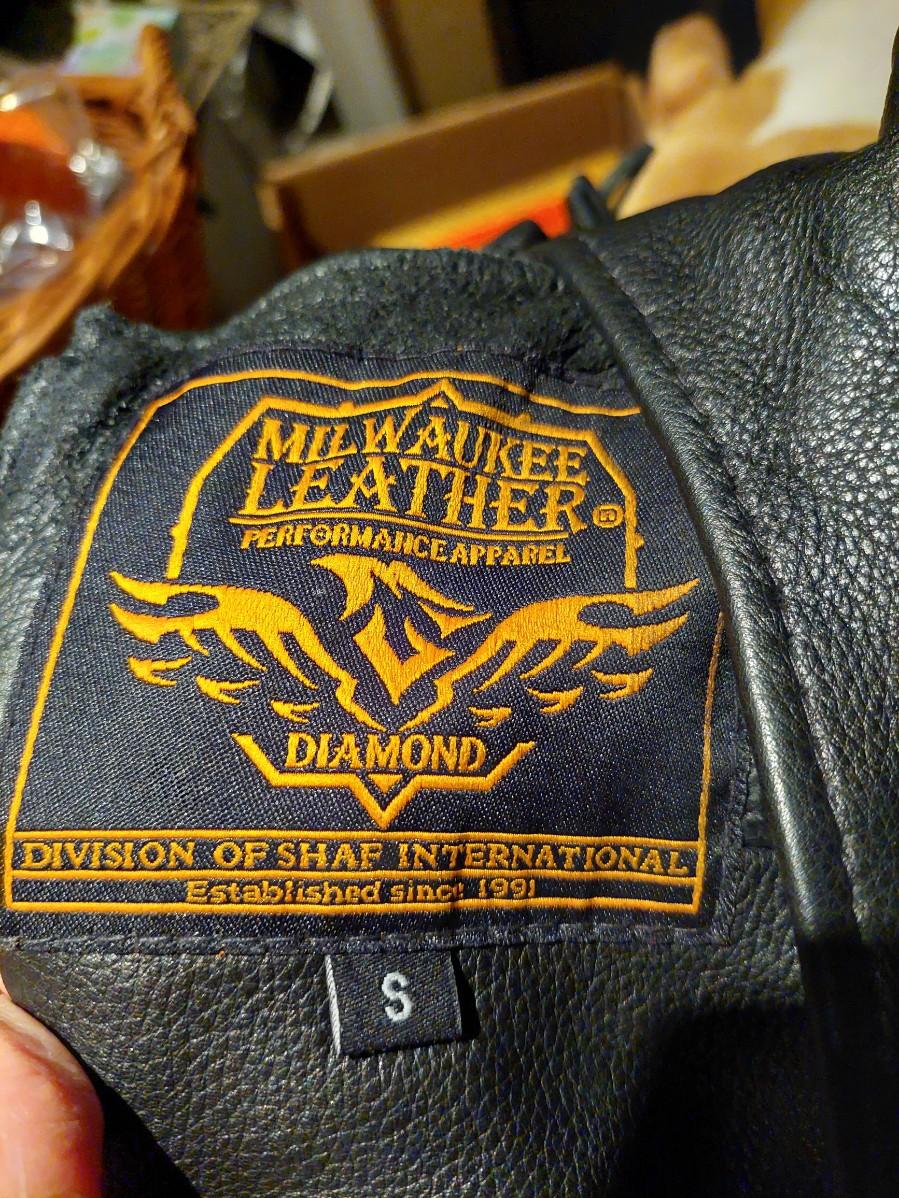 MILWAUKEE
LEATHER ®
PERFORMANCE APPAREL
DIAMOND
DIVISION OF SHAF INTERNATIONAL
Established since 1991
S